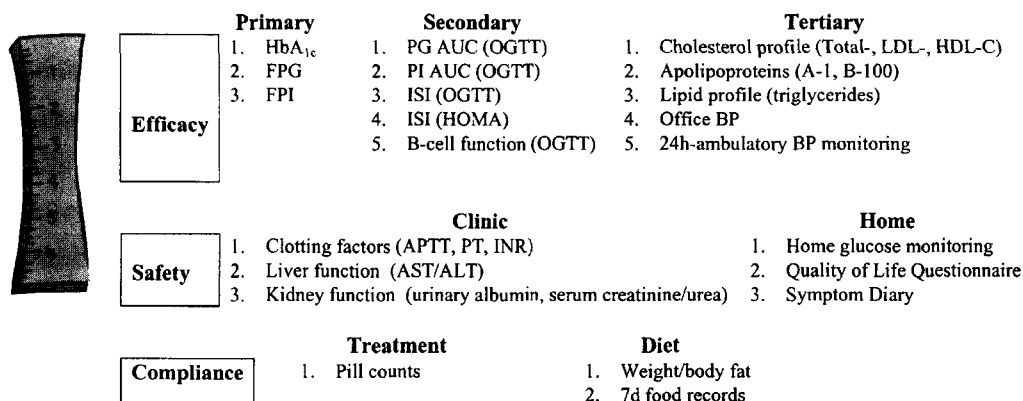 Primary Secondary Tertiary
1. HbA1c 1. PG AUC (OGTT) 1. Cholesterol profile (Total-, LDL-, HDL-C)
2. FPG 2. PI AUC (OGTT) 2. Apolipoproteins (A-1, B-100)
3. FPI 3. ISI (OGTT) 3. Lipid profile (triglycerides)
Efficacy 4. ISI (HOMA) 4. Office BP
5. B-cell function (OGTT) 5. 24h-ambulatory BP monitoring
Clinic Home
1. Clotting factors (APTT, PT, INR) 1. Home glucose monitoring
Safety 2. Liver function (AST/ALT) 2. Quality of Life Questionnaire
3. Kidney function (urinary albumin, serum creatinine/urea) 3. Symptom Diary
Treatment Diet
Compliance 1. Pill counts 1. Weight/body fat
2. 7d food records